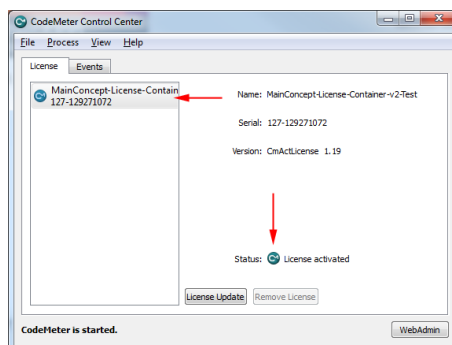 CodeMeter Control Center
File Process View Help
License Events
MainConcept-License-Contain
127-129271072
Name: MainConcept-License-Container-v2-Test
Serial: 127-129271072
Version: CmActLicense 1.19
Status: License activated
License Update Remove License
CodeMeter is started. WebAdmin